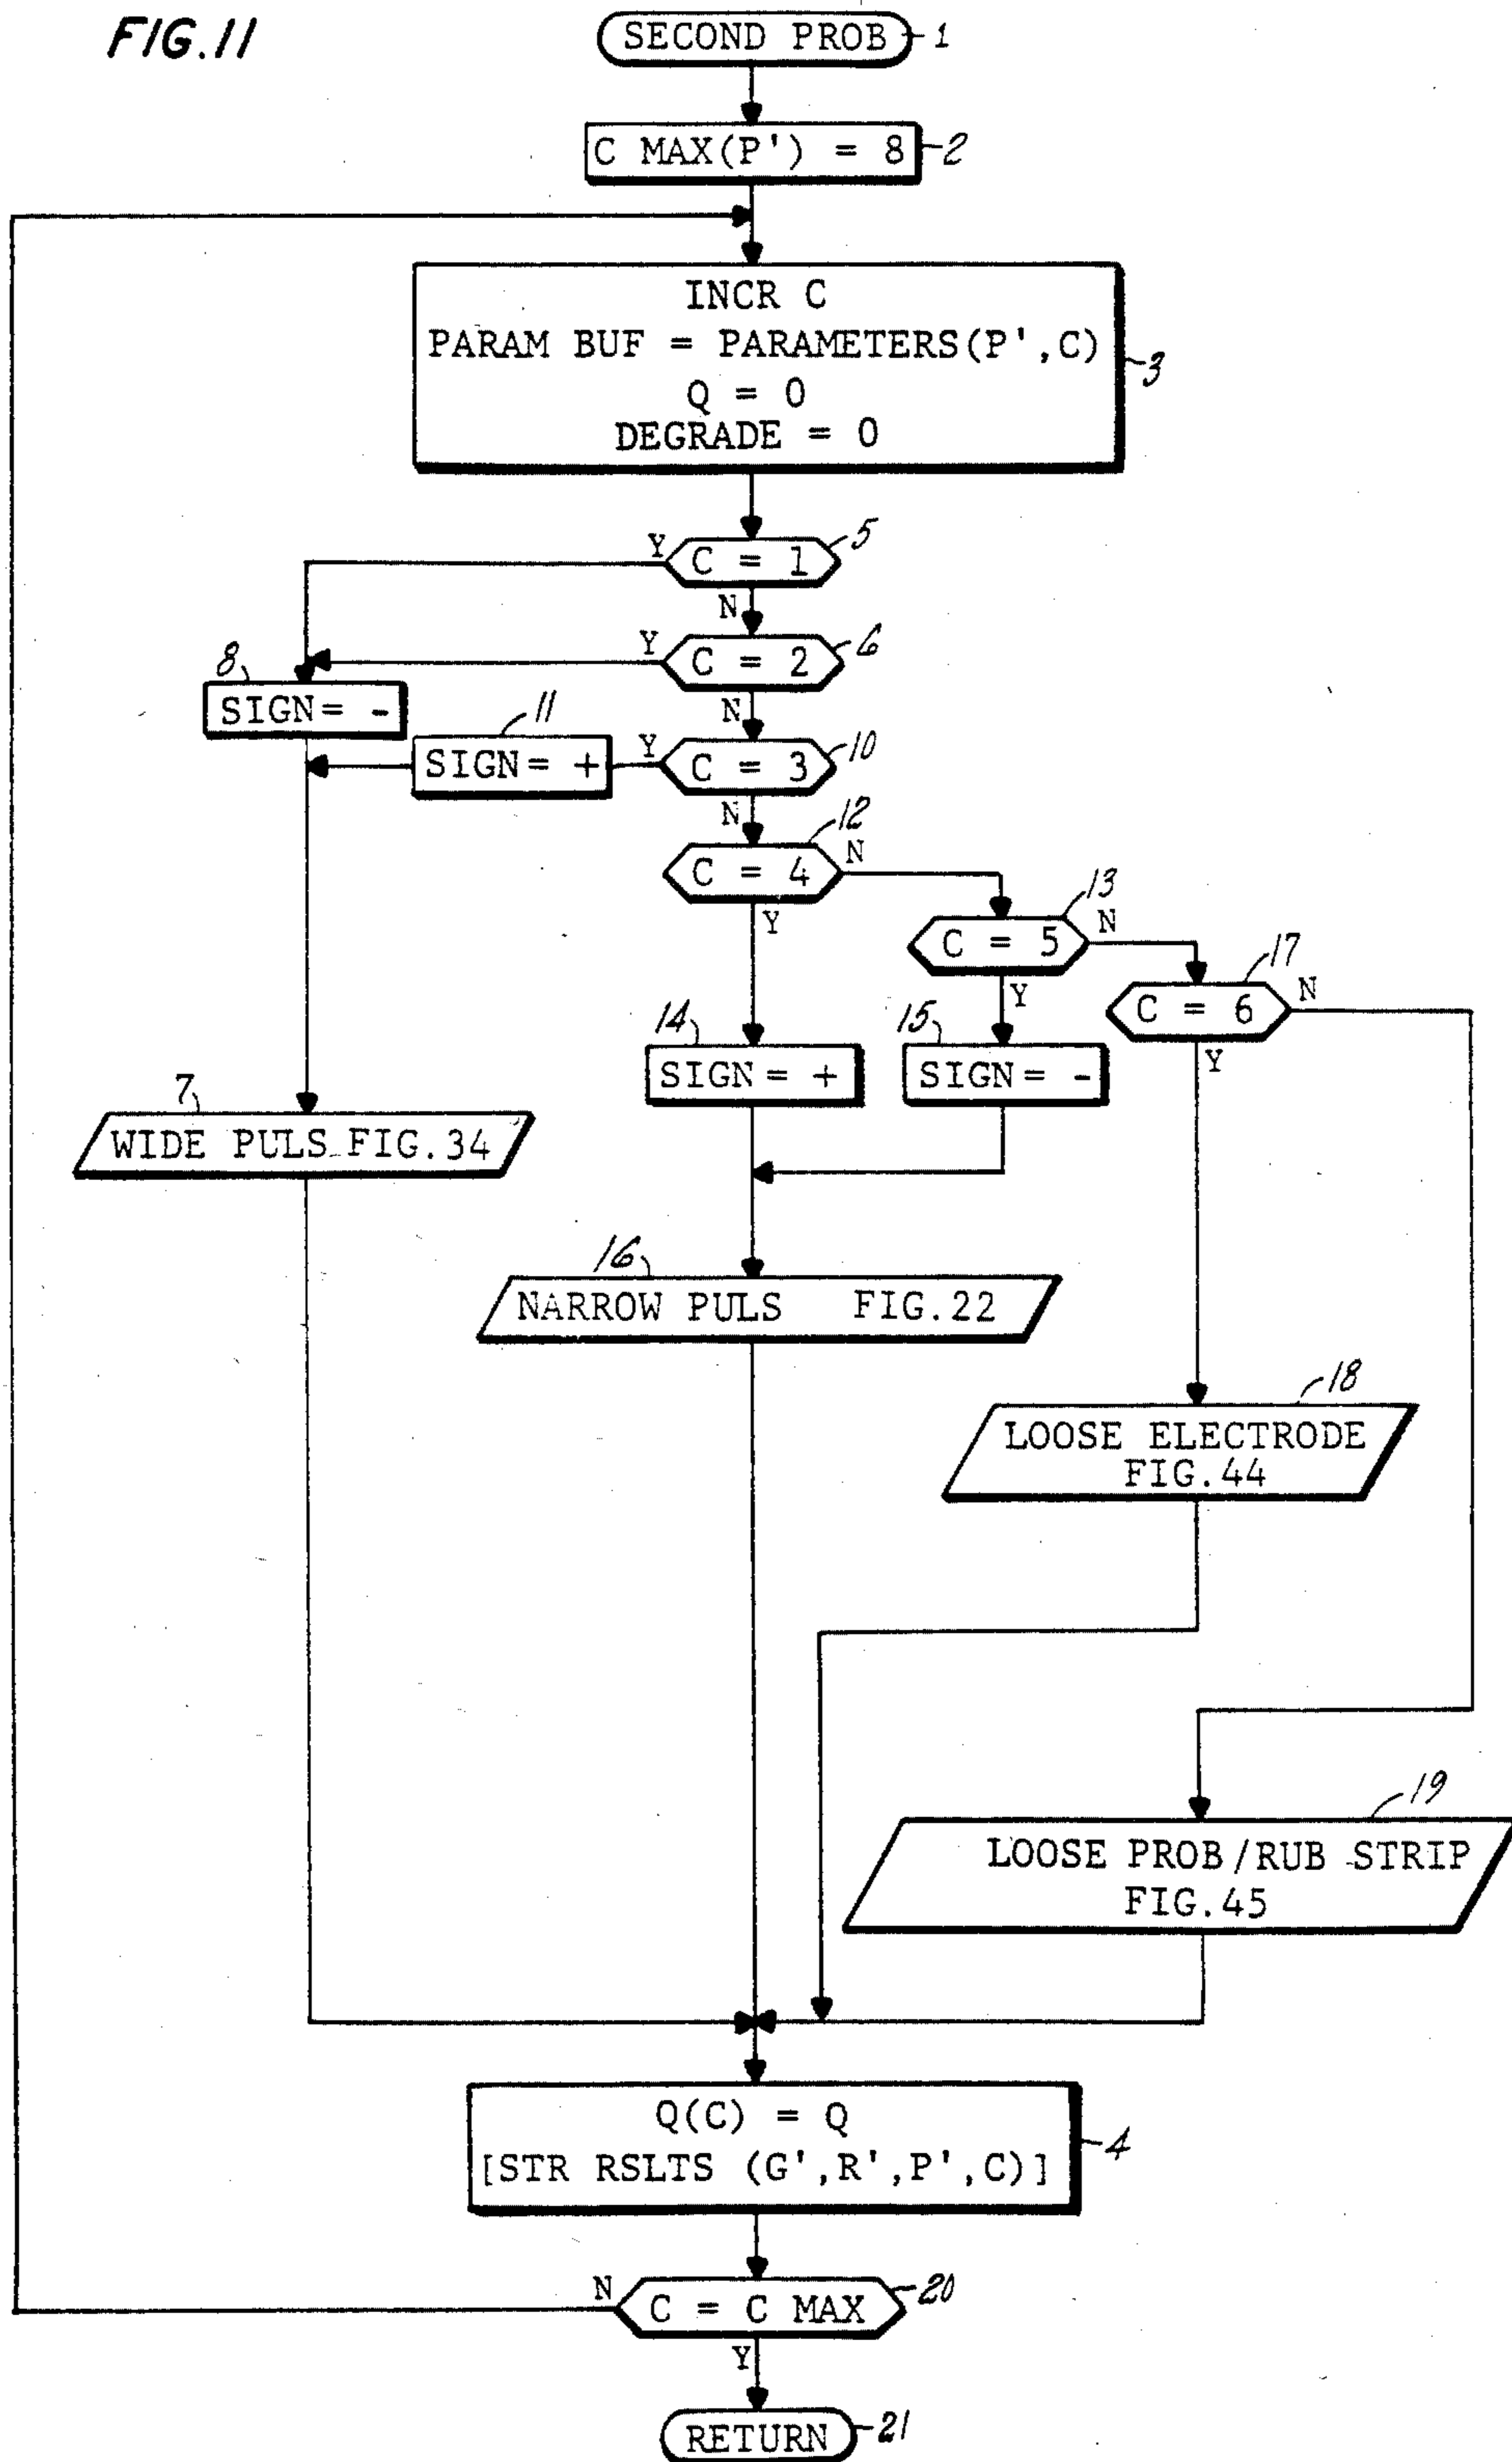 FIG.11
SECOND PROB
1
C MAX(P') = 8
2
INCR C
PARAM BUF = PARAMETERS(P',C)
Q = 0
DEGRADE = 0
3
C = 1
5
Y
N
C = 2
6
Y
N
8
SIGN= -
11
SIGN= +
Y
C = 3
10
N
C = 4
12
N
Y
C = 5
13
N
Y
C = 6
17
N
Y
14
SIGN= +
15
SIGN= -
7
WIDE PULS FIG.34
16
NARROW PULS FIG.22
18
LOOSE ELECTRODE
FIG.44
19
LOOSE PROB/RUB STRIP
FIG.45
Q(C) = Q
[STR RSLTS (G',R',P',C)]
4
N
C = C MAX
20
Y
RETURN
21